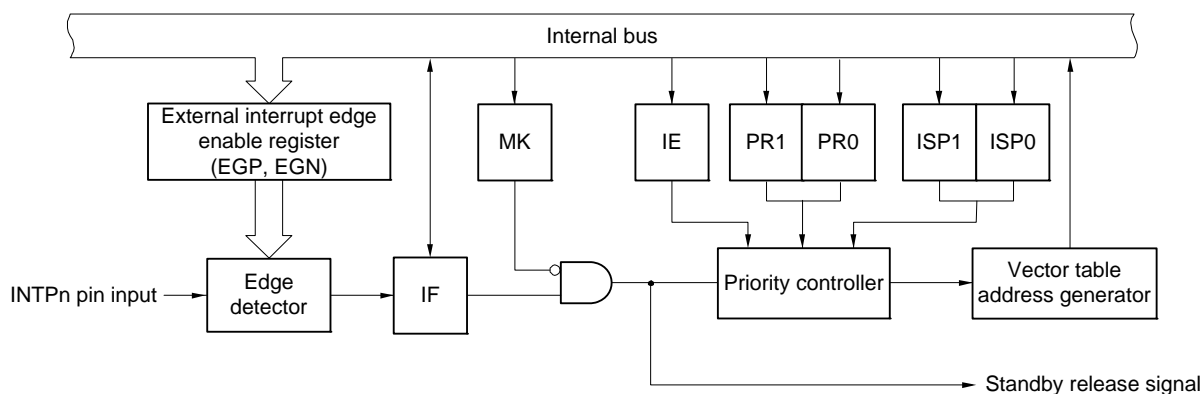 Internal bus
External interrupt edge
enable register
(EGP, EGN)
MK
IE
PR1
PR0
ISP1
ISP0
INTPn pin input
Edge
detector
IF
Priority controller
Vector table
address generator
Standby release signal